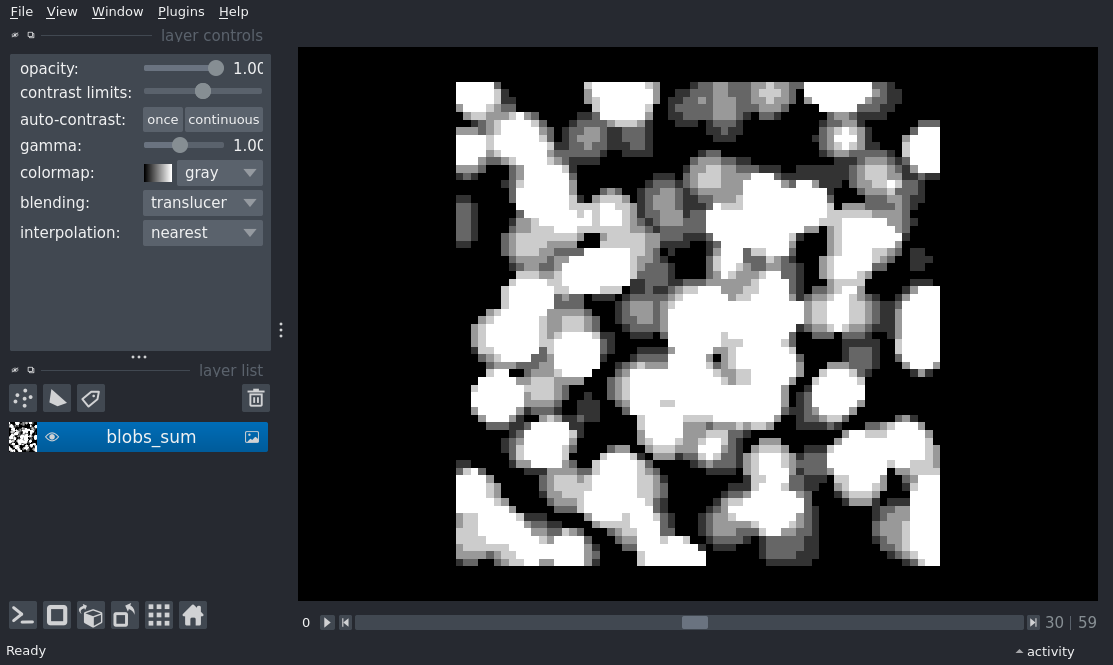 File View Window Plugins Help
layer controls
opacity: 1.00
contrast limits:
auto-contrast: once continuous
gamma: 1.00
colormap: gray
blending: translucer
interpolation: nearest
layer list
blobs_sum
0 30 | 59
Ready activity